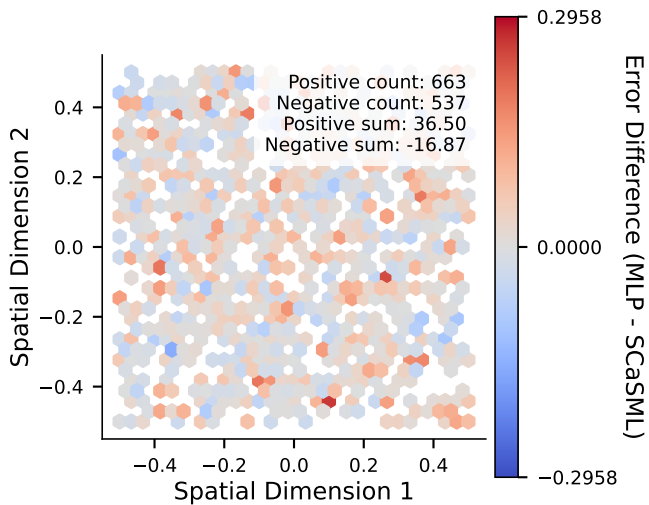 Positive count: 663
Negative count: 537
Positive sum: 36.50
Negative sum: -16.87
0.4
0.2
0.0
−0.2
−0.4
Spatial Dimension 2
−0.4
−0.2
0.0
0.2
0.4
Spatial Dimension 1
0.2958
0.0000
−0.2958
Error Difference (MLP - SCaSML)